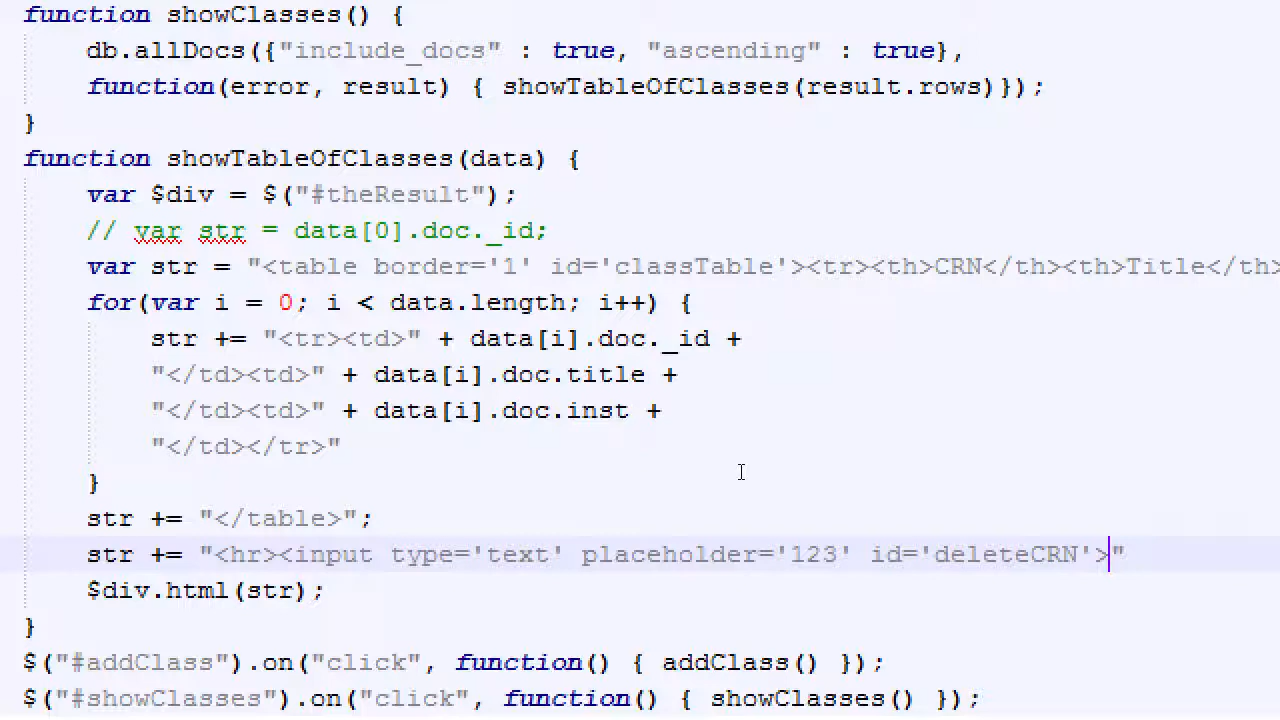 function showClasses() {
db.allDocs({"include_docs" : true, "ascending" : true},
function(error, result) { showTableOfClasses(result.rows)});
}
function showTableOfClasses(data) {
var $div = $("#theResult");
// var str = data[0].doc._id;
var str = "<table border='1' id='classTable'><tr><th>CRN</th><th>Title</th>
for(var i = 0; i < data.length; i++) {
str += "<tr><td>" + data[i].doc._id +
"</td><td>" + data[i].doc.title +
"</td><td>" + data[i].doc.inst +
"</td></tr>"
}
str += "</table>";
str += "<hr><input type='text' placeholder='123' id='deleteCRN'>"
$div.html(str);
}
$("#addClass").on("click", function() { addClass() });
$("#showClasses").on("click", function() { showClasses() });